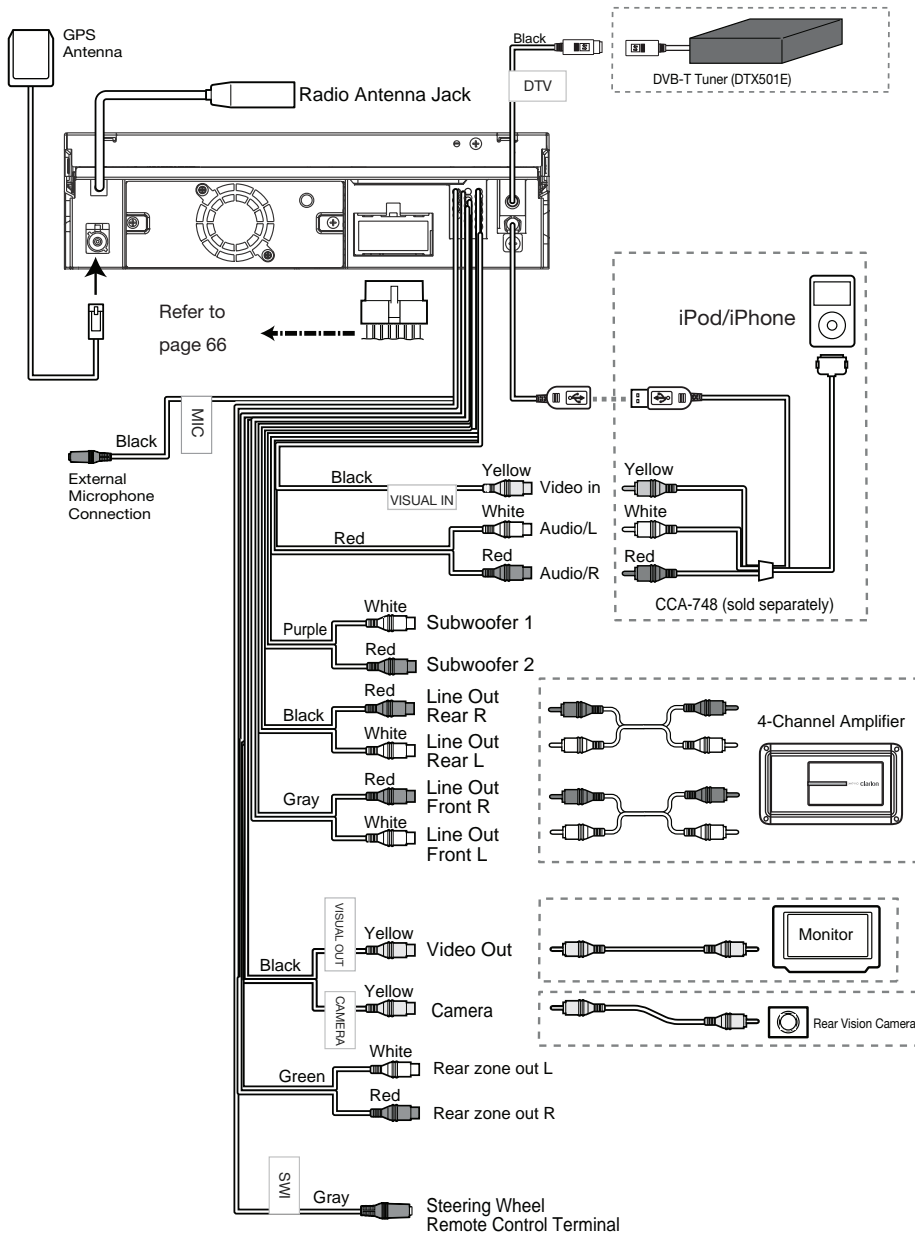 GPS
Antenna
Radio Antenna Jack
Black
DTV
DVB-T Tuner (DTX501E)
Refer to
page 66
iPod/iPhone
MIC
Black
External
Microphone
Connection
Black
VISUAL IN
Yellow
Video in
Yellow
Red
White
Audio/L
White
Red
Audio/R
Red
CCA-748 (sold separately)
Purple
White
Subwoofer 1
Red
Subwoofer 2
Black
Red
Line Out
Rear R
White
Line Out
Rear L
4-Channel Amplifier
clarion
Gray
Red
Line Out
Front R
White
Line Out
Front L
Black
VISUAL OUT
Yellow
Video Out
Monitor
CAMERA
Yellow
Camera
Rear Vision Camera
Green
White
Rear zone out L
Red
Rear zone out R
SWI
Gray
Steering Wheel
Remote Control Terminal